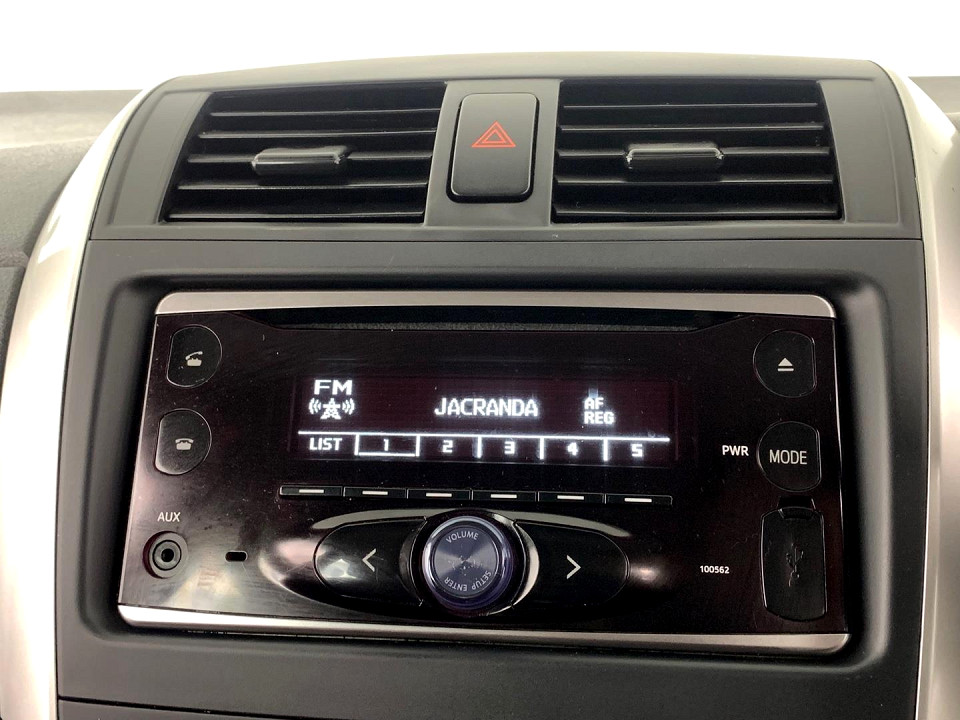 FM
JACRANDA
AF
REG
LIST 1 2 3 4 5
PWR MODE
AUX
VOLUME
SETUP ENTER
100562